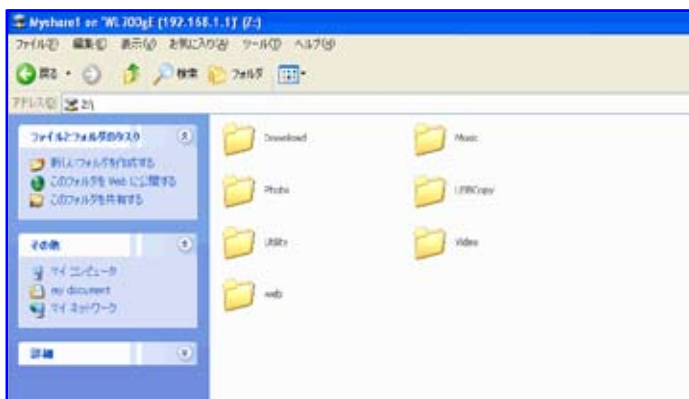 Myshare1 on 'WL700gE (192.168.1.1)' (Z:)
ファイル(F) 編集(E) 表示(V) お気に入り(A) ツール(T) ヘルプ(H)
戻る 検索 フォルダ
アドレス(D) Z:\
ファイルとフォルダのタスク
新しいフォルダを作成する
このフォルダを Web に公開する
このフォルダを共有する
その他
マイ コンピュータ
my document
マイ ネットワーク
詳細
Download Music
Photo USBCopy
Utility Video
web